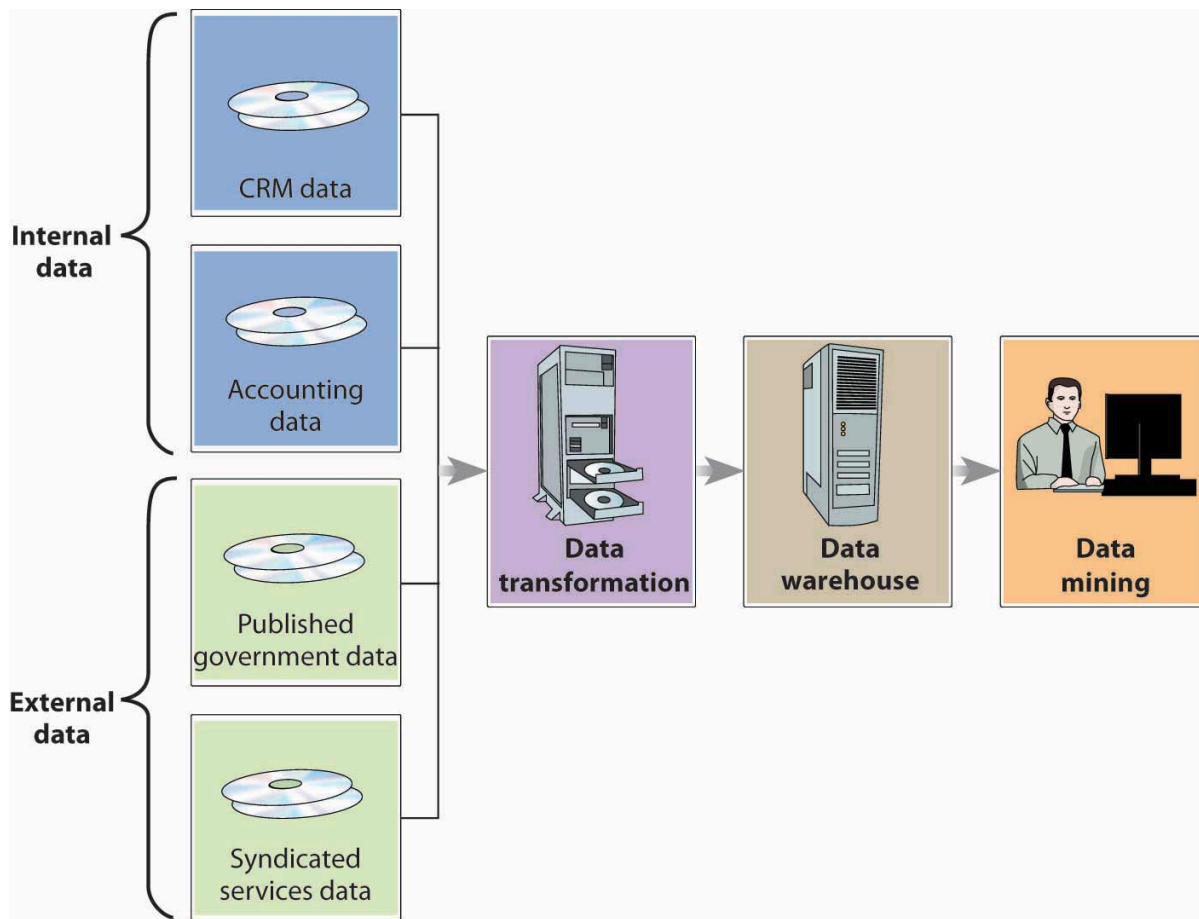 CRM data
Internal
data
Accounting
data
Data
transformation
Data
warehouse
Data
mining
Published
government data
External
data
Syndicated
services data